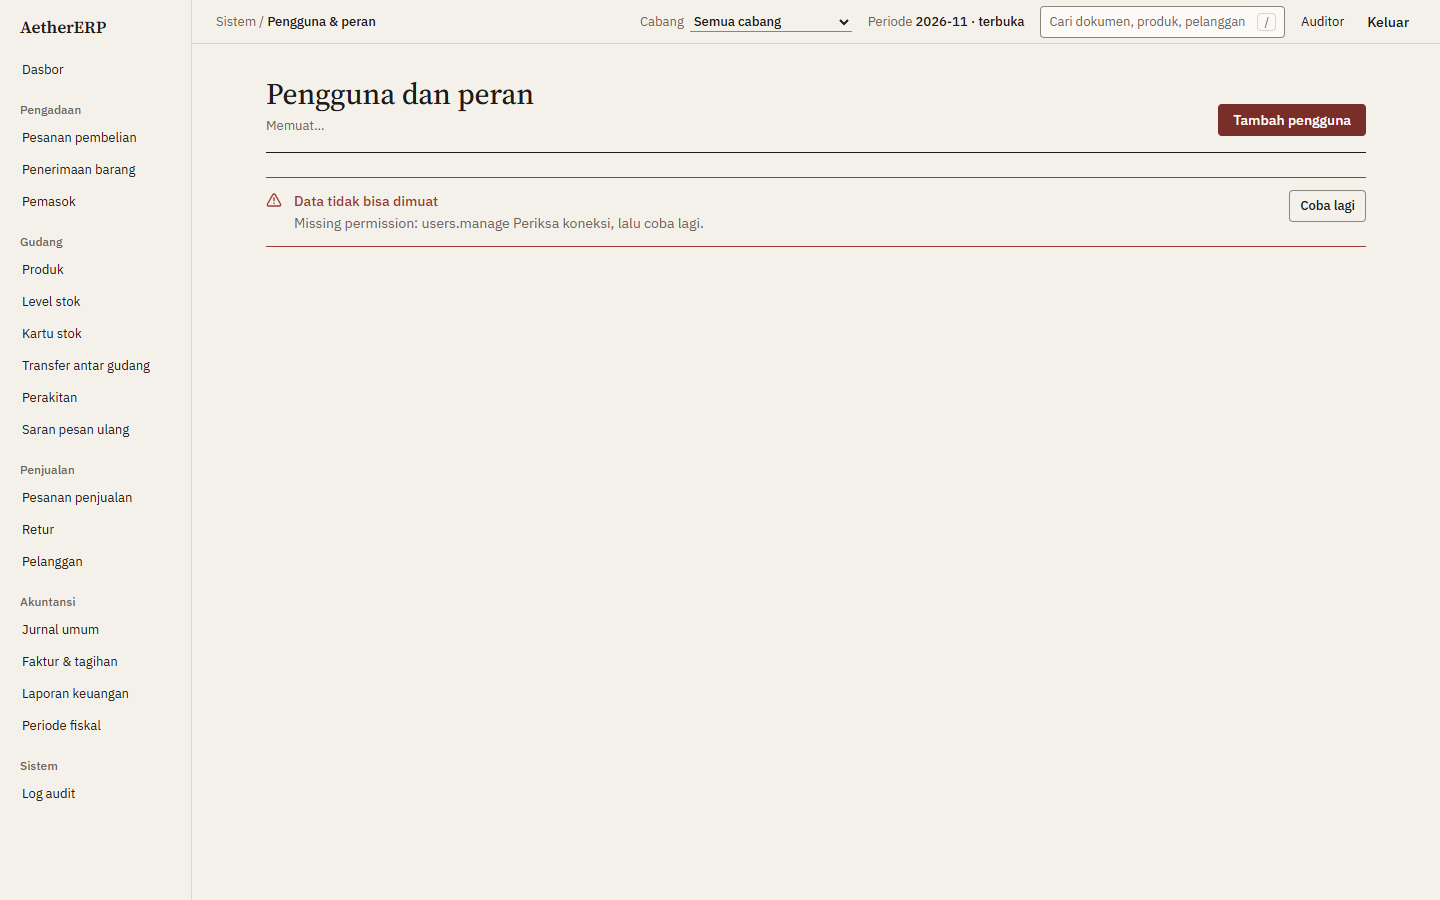 AetherERP
Dasbor
Pengadaan
Pesanan pembelian
Penerimaan barang
Pemasok
Gudang
Produk
Level stok
Kartu stok
Transfer antar gudang
Perakitan
Saran pesan ulang
Penjualan
Pesanan penjualan
Retur
Pelanggan
Akuntansi
Jurnal umum
Faktur & tagihan
Laporan keuangan
Periode fiskal
Sistem
Log audit
Sistem / Pengguna & peran
Cabang Semua cabang
Periode 2026-11 · terbuka
Cari dokumen, produk, pelanggan /
Auditor
Keluar
Pengguna dan peran
Memuat...
Tambah pengguna
Data tidak bisa dimuat
Missing permission: users.manage Periksa koneksi, lalu coba lagi.
Coba lagi